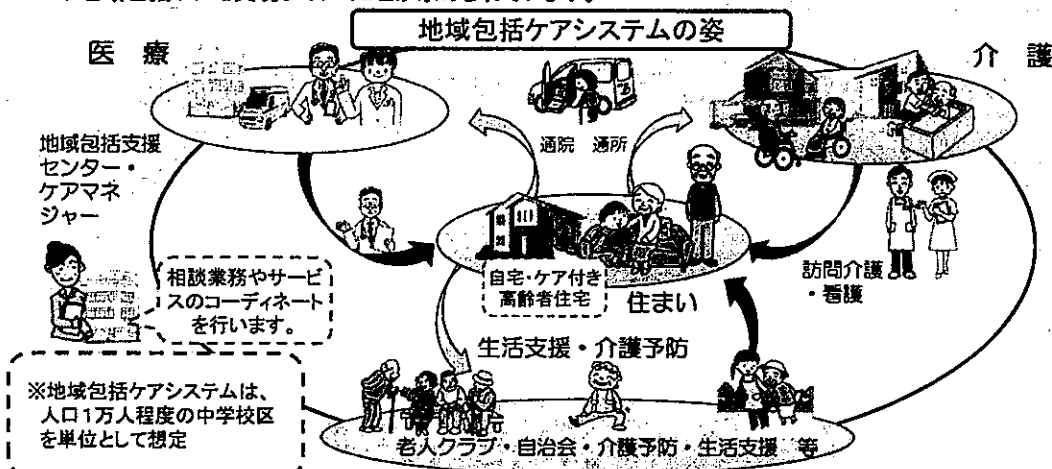 地域包括ケアシステムの姿
医 療
介 護
通院 通所
地域包括支援
センター・
ケアマネ
ジャー
相談業務やサービ
スのコーディネート
を行います。
自宅・ケア付き
高齢者住宅
住まい
訪問介護
・看護
生活支援・介護予防
※地域包括ケアシステムは、
人口1万人程度の中学校区
を単位として想定
老人クラブ・自治会・介護予防・生活支援 等